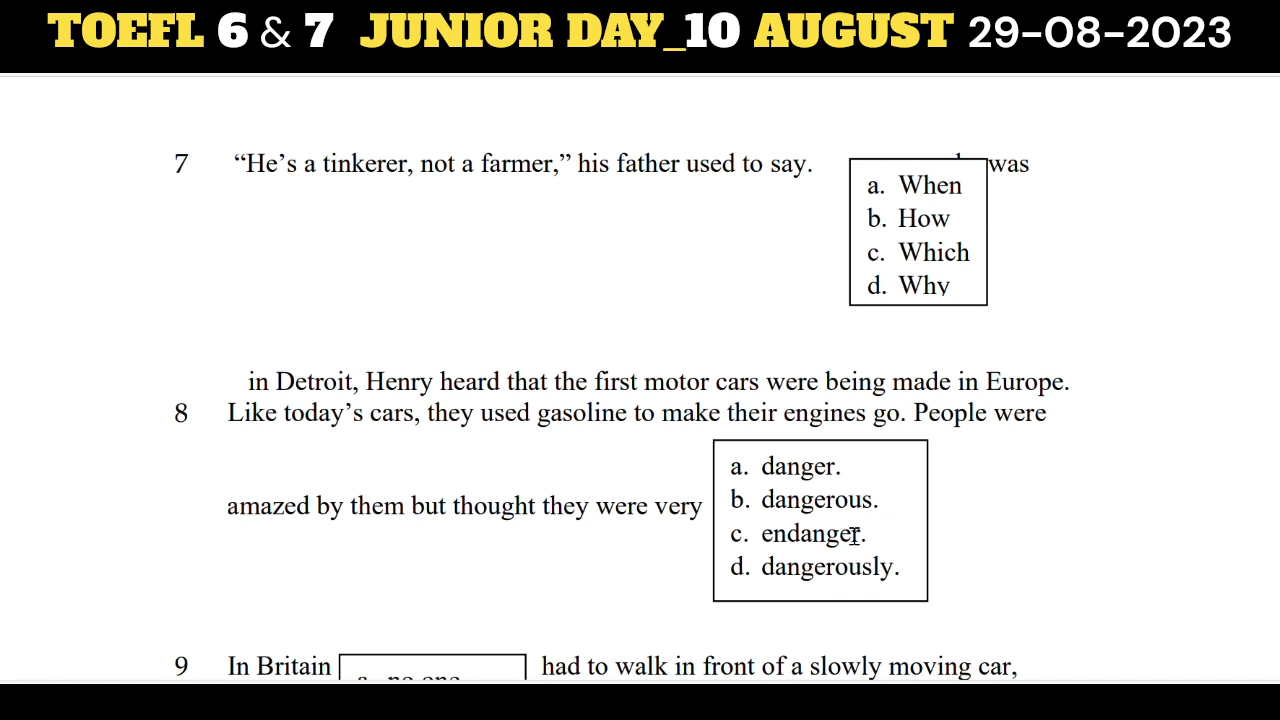 TOEFL 6 & 7 JUNIOR DAY_10 AUGUST 29-08-2023
7 “He’s a tinkerer, not a farmer,” his father used to say. was
a. When
b. How
c. Which
d. Why
in Detroit, Henry heard that the first motor cars were being made in Europe.
8 Like today’s cars, they used gasoline to make their engines go. People were
amazed by them but thought they were very
a. danger.
b. dangerous.
c. endanger.
d. dangerously.
9 In Britain had to walk in front of a slowly moving car,